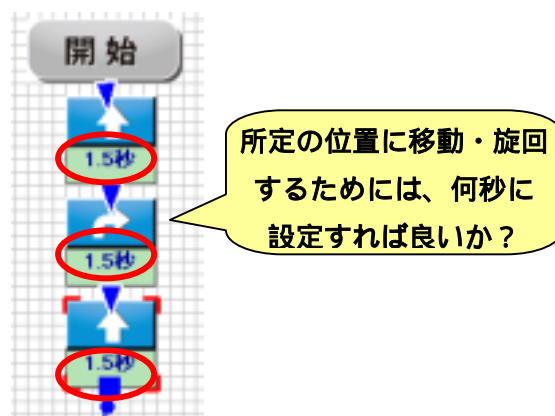 開始
1.5秒
所定の位置に移動・旋回
するためには、何秒に
設定すれば良いか？
1.5秒
1.5秒